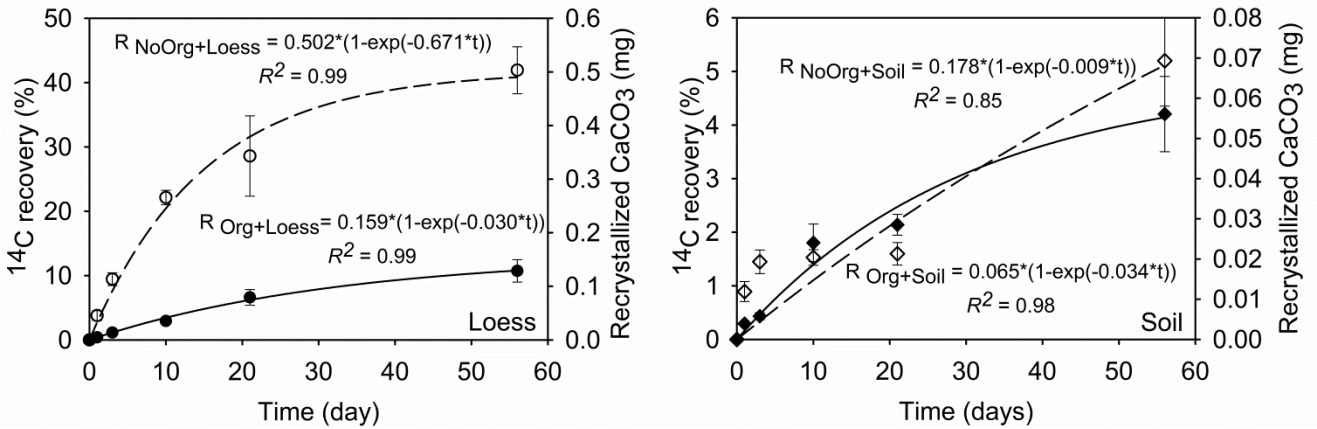 50
40
30
20
10
0
¹⁴C recovery (%)
R NoOrg+Loess = 0.502*(1-exp(-0.671*t))
R² = 0.99
R Org+Loess= 0.159*(1-exp(-0.030*t))
R² = 0.99
Loess
0.6
0.5
0.4
0.3
0.2
0.1
0.0
Recrystallized CaCO₃ (mg)
0 20 40 60
Time (day)
6
5
4
3
2
1
0
¹⁴C recovery (%)
R NoOrg+Soil = 0.178*(1-exp(-0.009*t))
R² = 0.85
R Org+Soil = 0.065*(1-exp(-0.034*t))
R² = 0.98
Soil
0.08
0.07
0.06
0.05
0.04
0.03
0.02
0.01
0.00
Recrystallized CaCO₃ (mg)
0 10 20 30 40 50 60
Time (days)